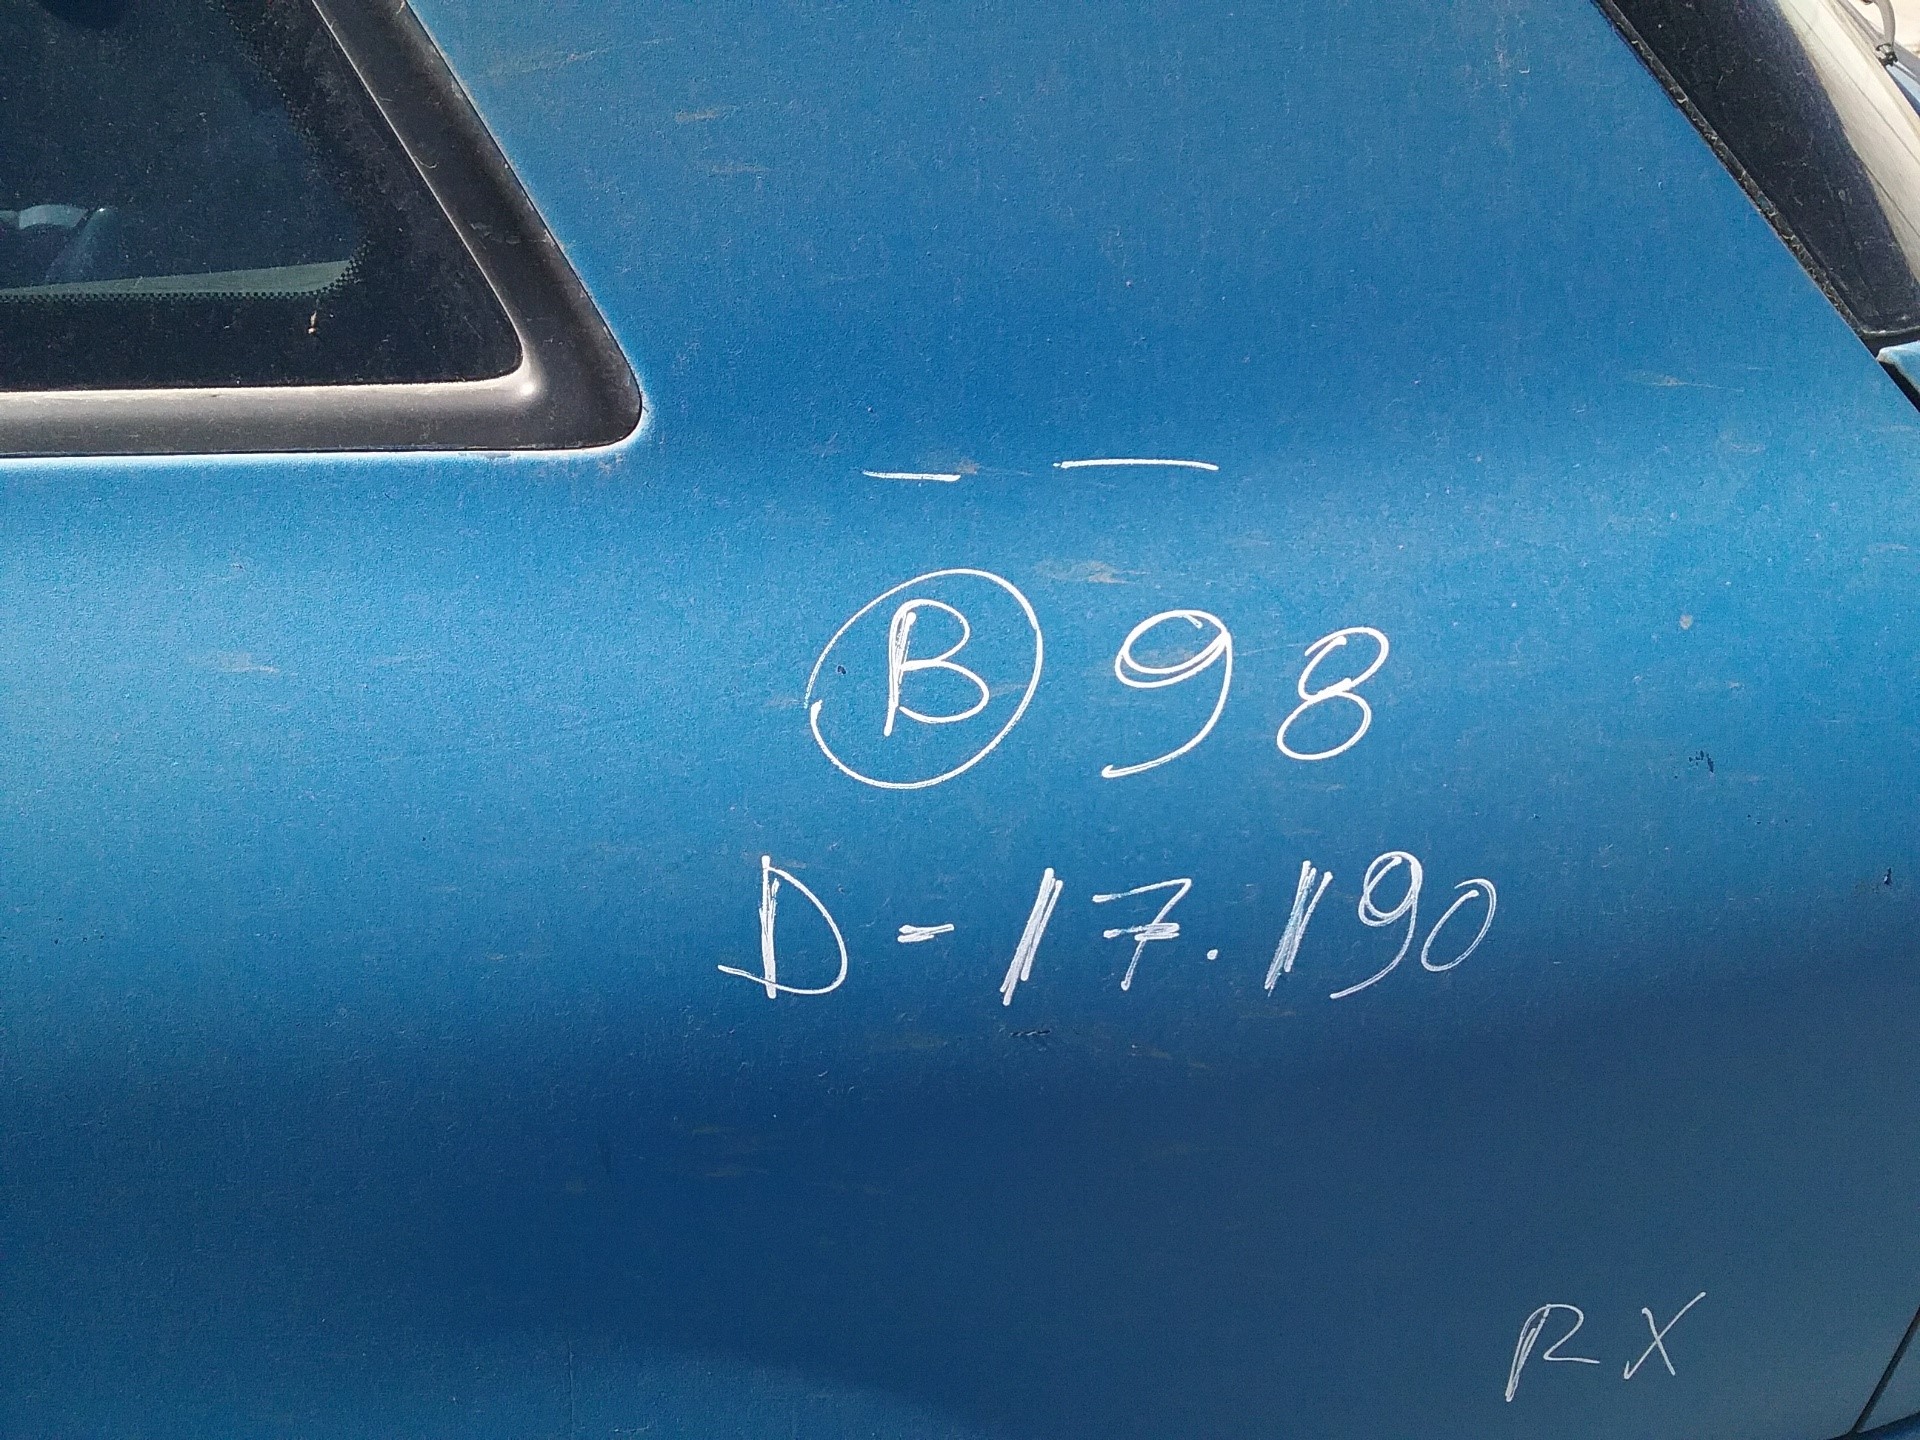 — —
Ⓑ 98
D-17.190
RX